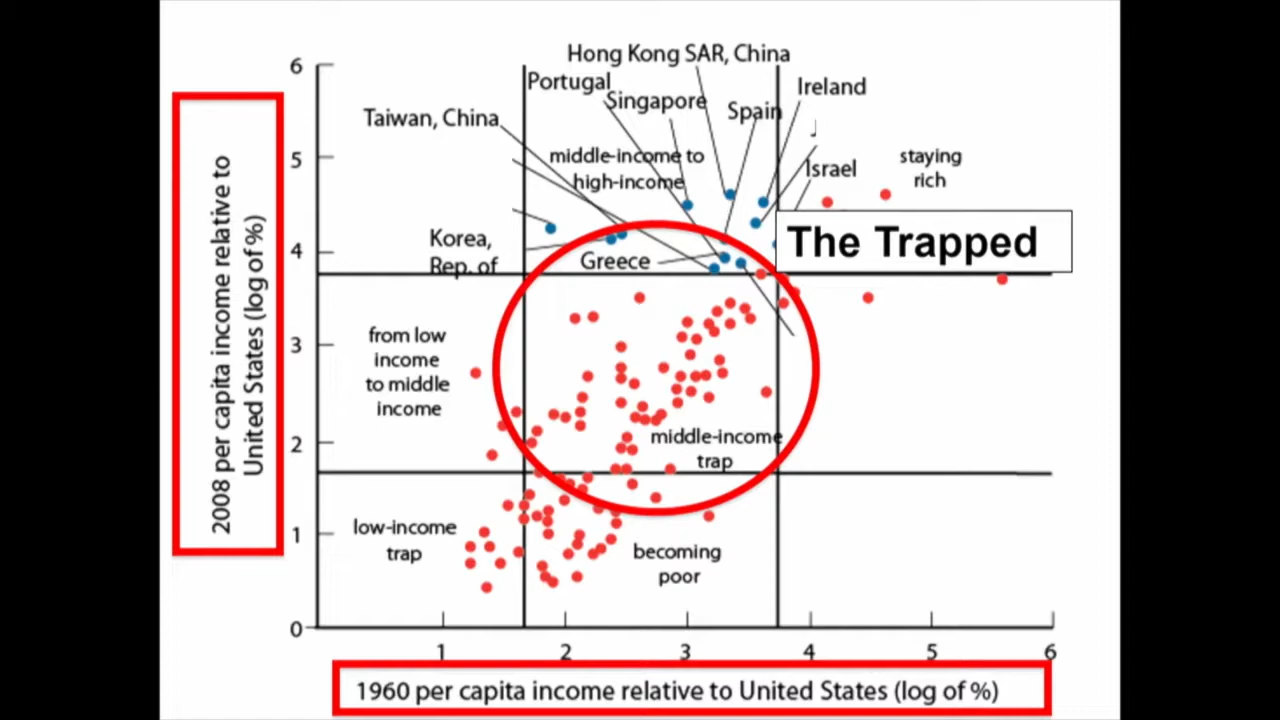 Hong Kong SAR, China
Portugal
Singapore
Spain
Ireland
Taiwan, China
middle-income to
high-income
Israel
staying
rich
Korea,
Rep. of
Greece
The Trapped
from low
income
to middle
income
middle-income
trap
low-income
trap
becoming
poor
6
5
4
3
2
1
0
1
2
3
4
5
6
2008 per capita income relative to
United States (log of %)
1960 per capita income relative to United States (log of %)